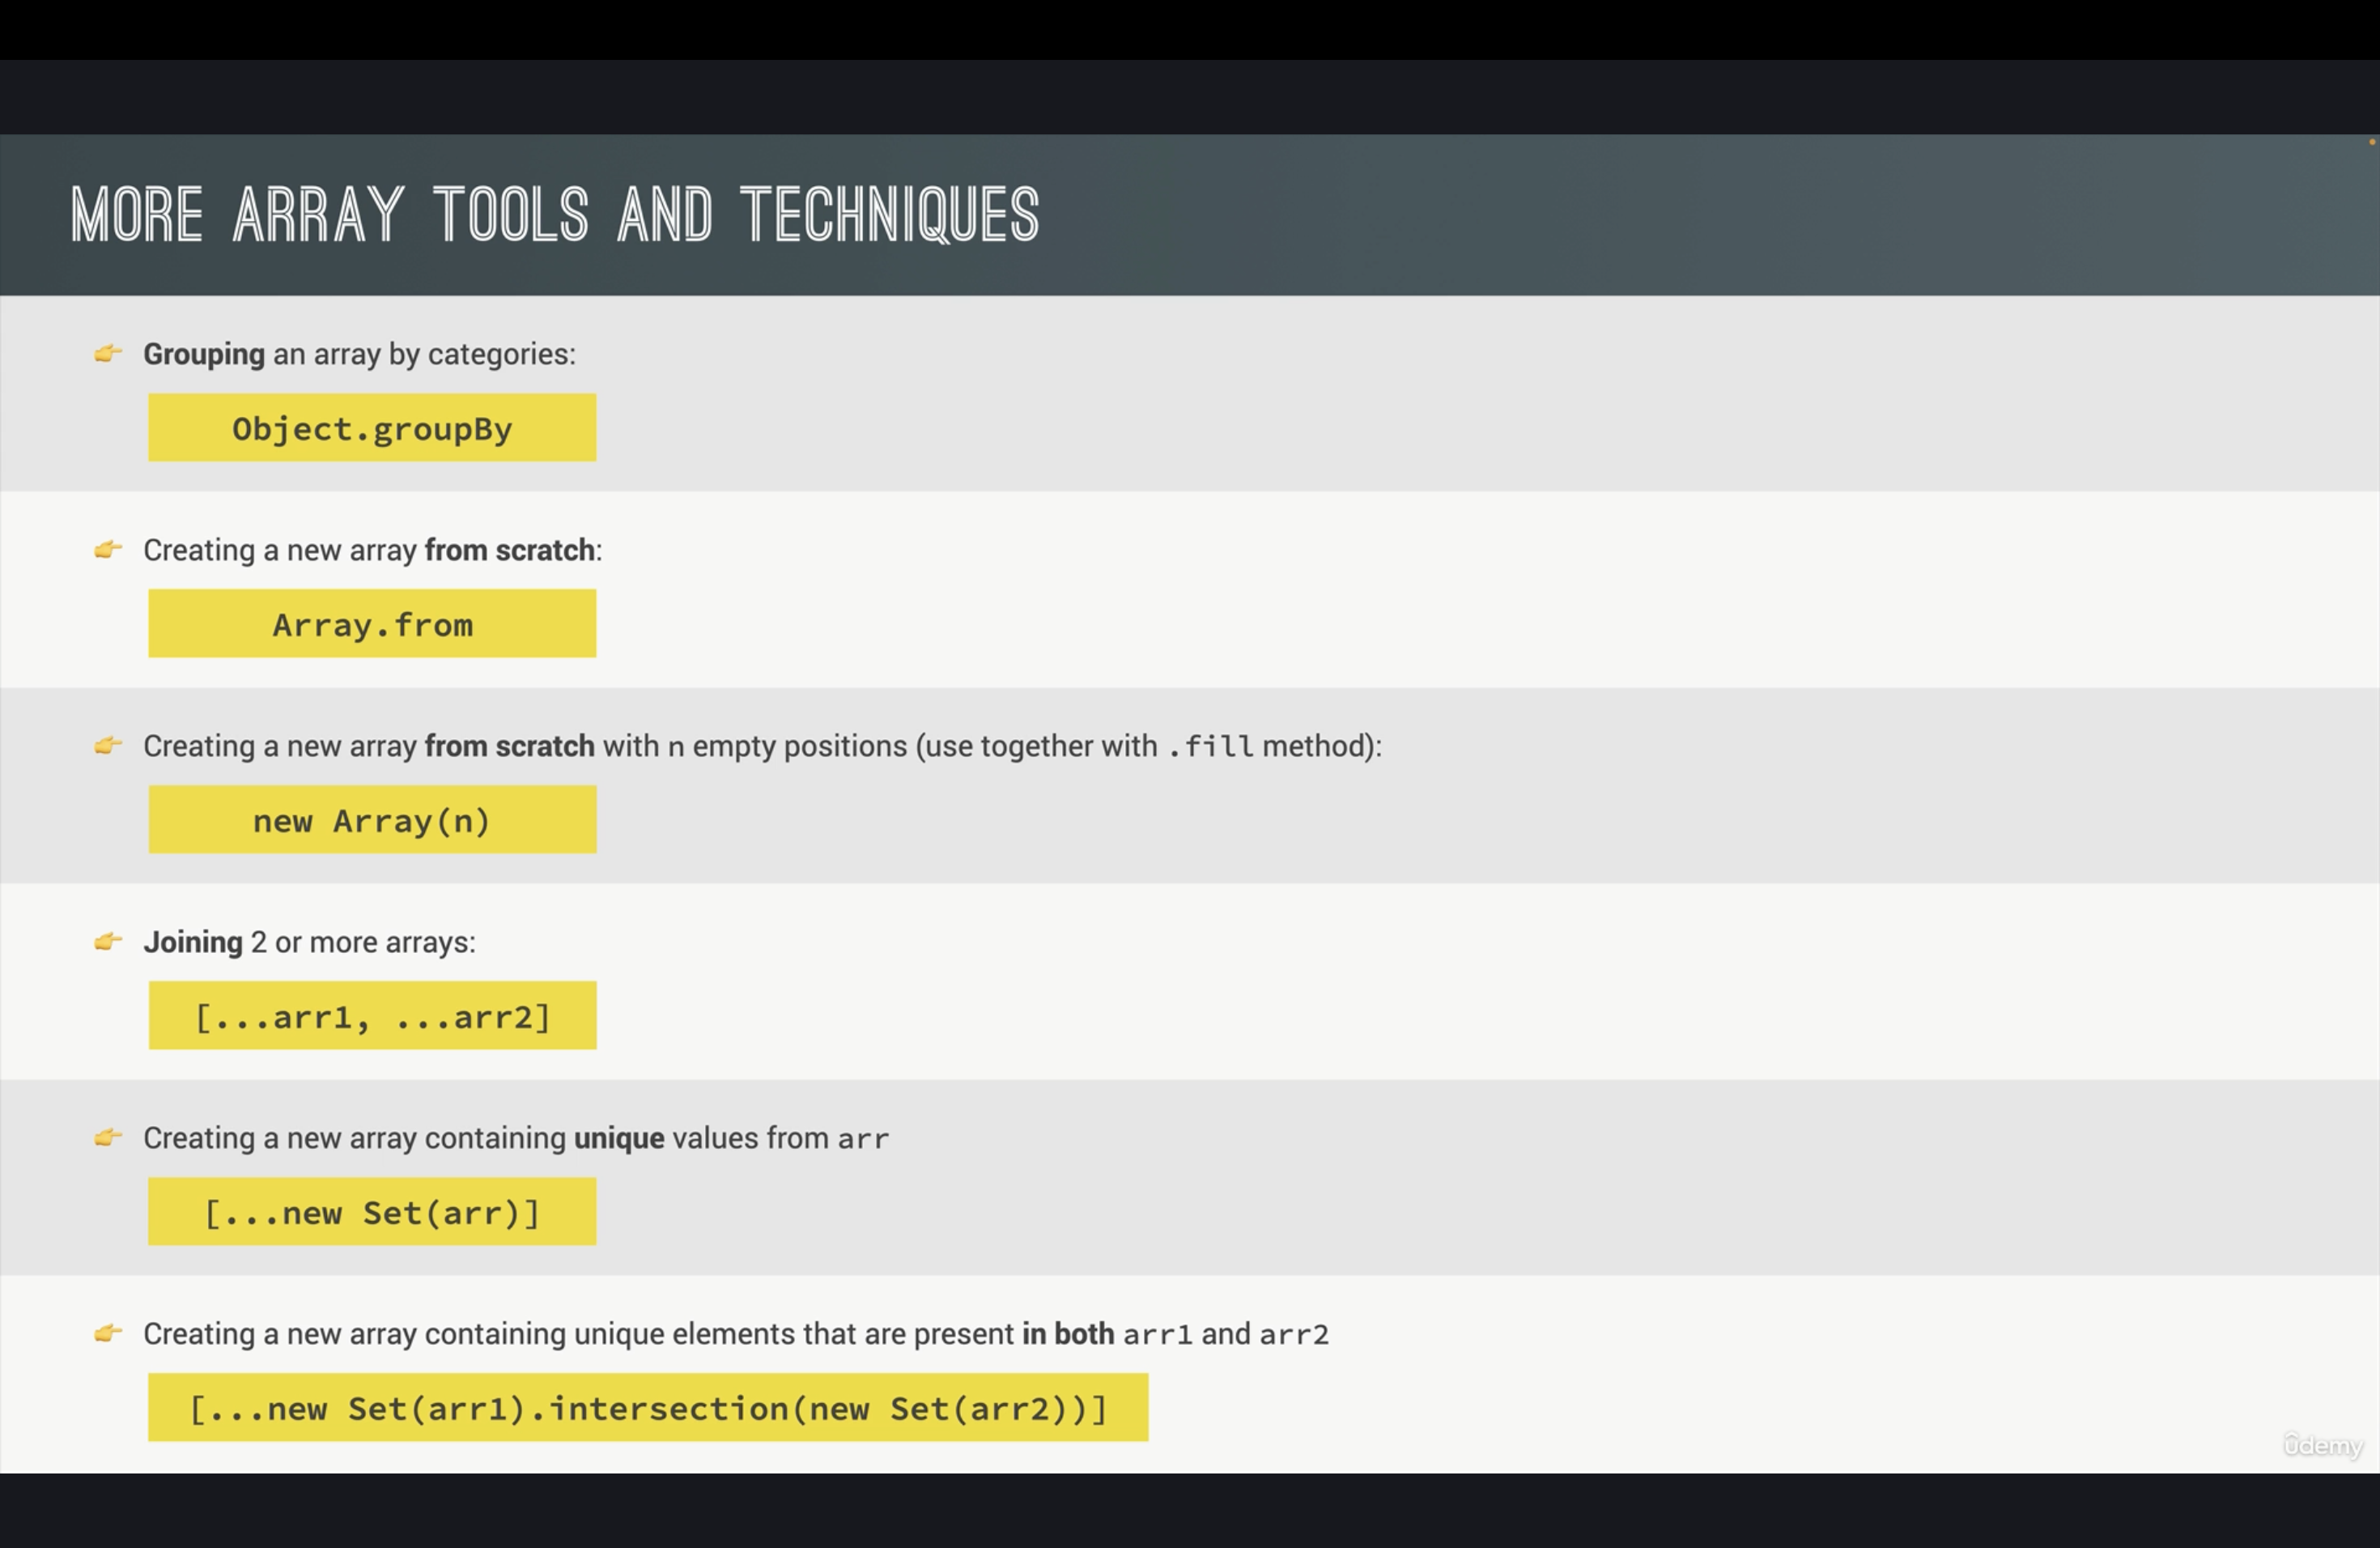 MORE ARRAY TOOLS AND TECHNIQUES
👉 Grouping an array by categories:
Object.groupBy
👉 Creating a new array from scratch:
Array.from
👉 Creating a new array from scratch with n empty positions (use together with .fill method):
new Array(n)
👉 Joining 2 or more arrays:
[...arr1, ...arr2]
👉 Creating a new array containing unique values from arr
[...new Set(arr)]
👉 Creating a new array containing unique elements that are present in both arr1 and arr2
[...new Set(arr1).intersection(new Set(arr2))]
ûdemy